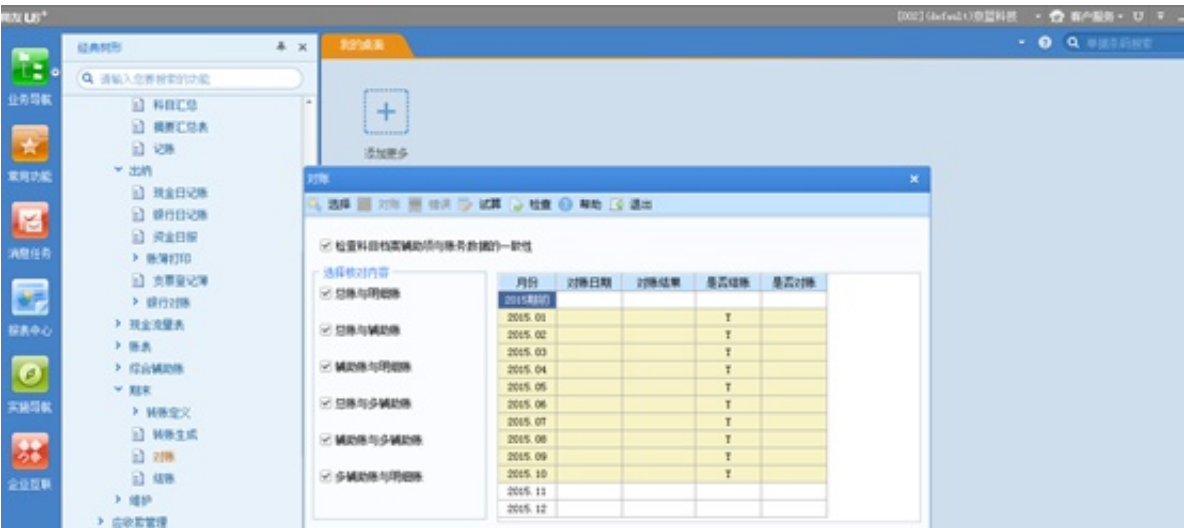 用友U8+
[002](default)京盟科技
客户服务
经典树形
我的桌面
单据条码搜索
请输入您要搜索的功能
业务导航
常用功能
消息任务
报表中心
实施导航
企业互联
科目汇总
摘要汇总表
记账
出纳
现金日记账
银行日记账
资金日报
账簿打印
支票登记簿
银行对账
现金流量表
账表
综合辅助账
期末
转账定义
转账生成
对账
结账
维护
应收款管理
添加更多
对账
选择 对账 错误 试算 检查 帮助 退出
检查科目档案辅助项与账务数据的一致性
选择核对内容
总账与明细账
总账与辅助账
辅助账与明细账
总账与多辅助账
辅助账与多辅助账
多辅助账与明细账
月份 对账日期 对账结果 是否结账 是否对账
2015期初
2015.01 Y
2015.02 Y
2015.03 Y
2015.04 Y
2015.05 Y
2015.06 Y
2015.07 Y
2015.08 Y
2015.09 Y
2015.10 Y
2015.11
2015.12